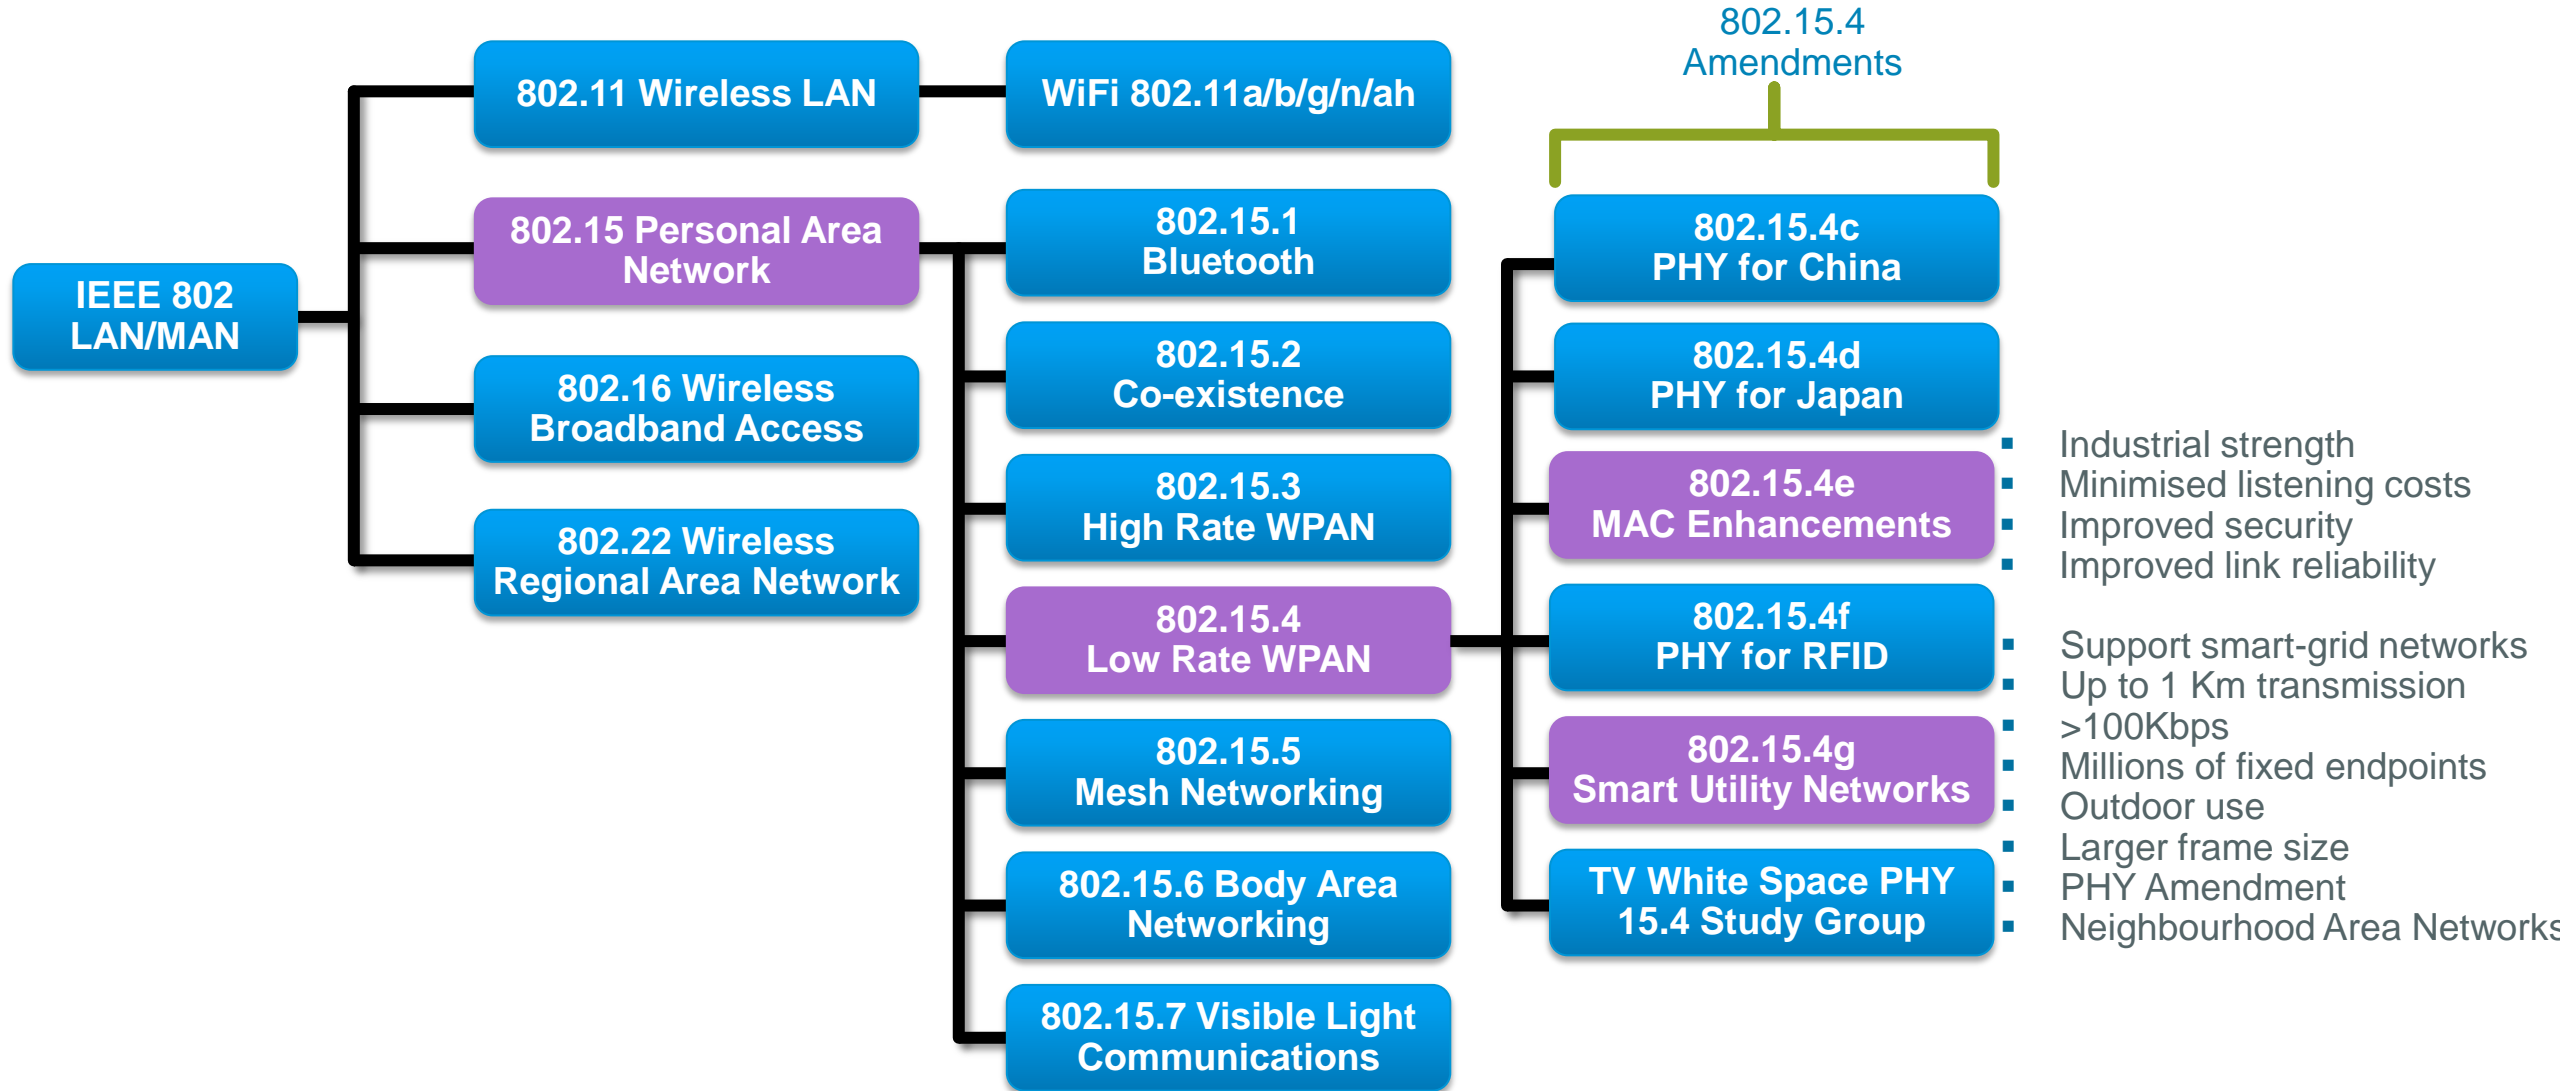 802.15.4
Amendments
802.11 Wireless LAN
WiFi 802.11a/b/g/n/ah
802.15 Personal Area
Network
IEEE 802
LAN/MAN
802.16 Wireless
Broadband Access
802.22 Wireless
Regional Area Network
802.15.1
Bluetooth
802.15.2
Co-existence
802.15.3
High Rate WPAN
802.15.4
Low Rate WPAN
802.15.5
Mesh Networking
802.15.6 Body Area
Networking
802.15.7 Visible Light
Communications
802.15.4c
PHY for China
802.15.4d
PHY for Japan
802.15.4e
MAC Enhancements
802.15.4f
PHY for RFID
802.15.4g
Smart Utility Networks
TV White Space PHY
15.4 Study Group
Industrial strength
Minimised listening costs
Improved security
Improved link reliability
Support smart-grid networks
Up to 1 Km transmission
>100Kbps
Millions of fixed endpoints
Outdoor use
Larger frame size
PHY Amendment
Neighbourhood Area Networks